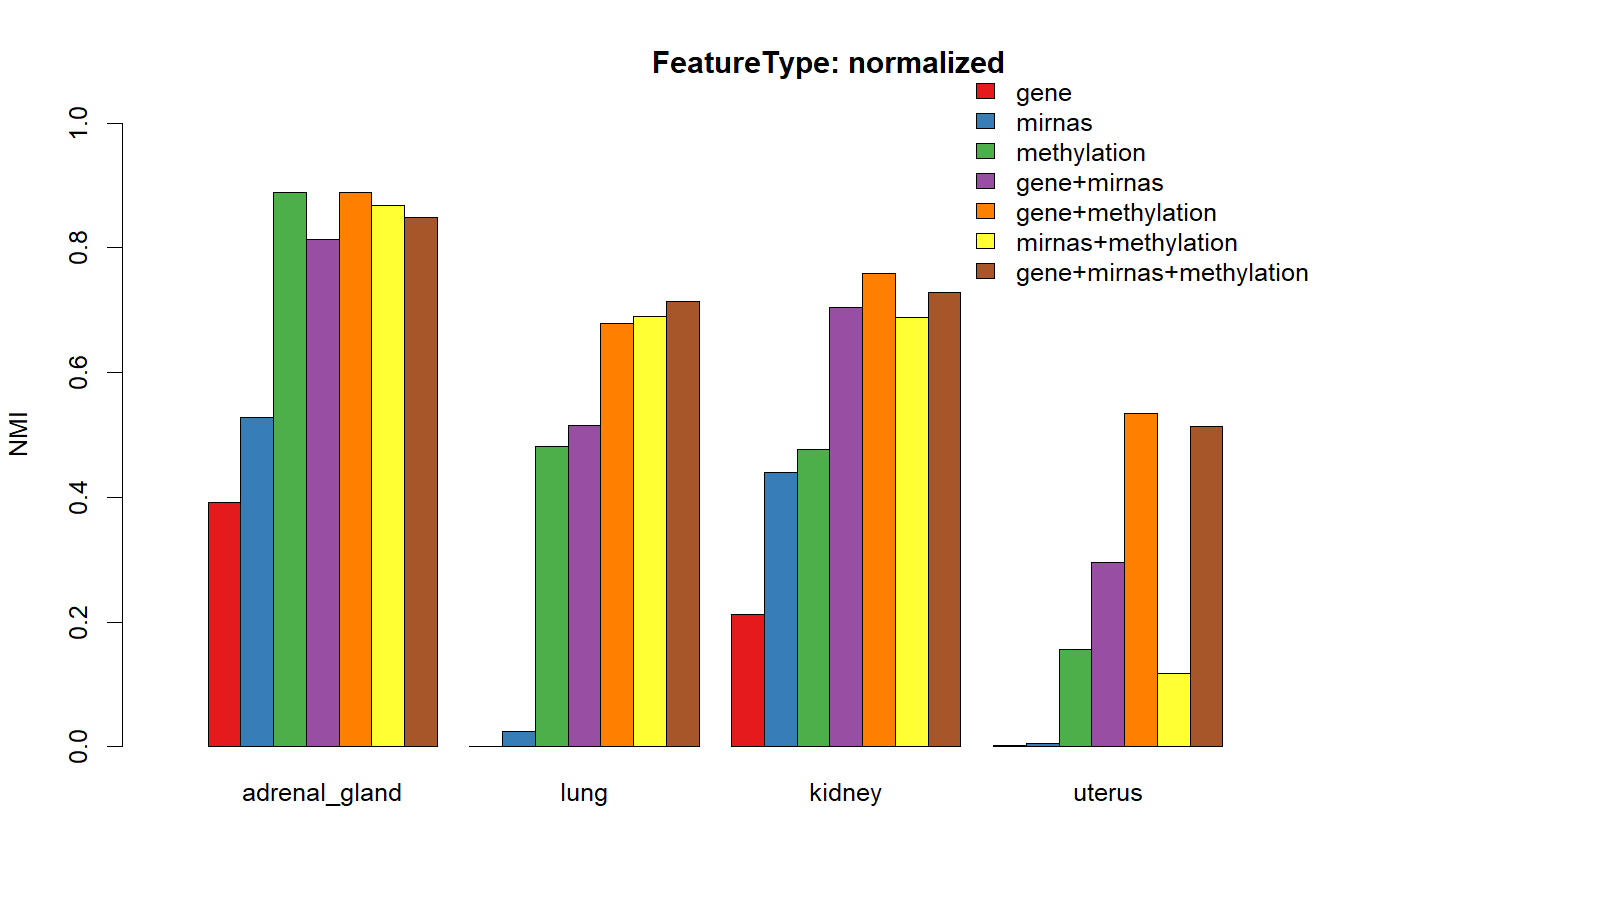 FeatureType: normalized
gene
mirnas
methylation
gene+mirnas
gene+methylation
mirnas+methylation
gene+mirnas+methylation
NMI
1.0
0.8
0.6
0.4
0.2
0.0
adrenal_gland lung kidney uterus